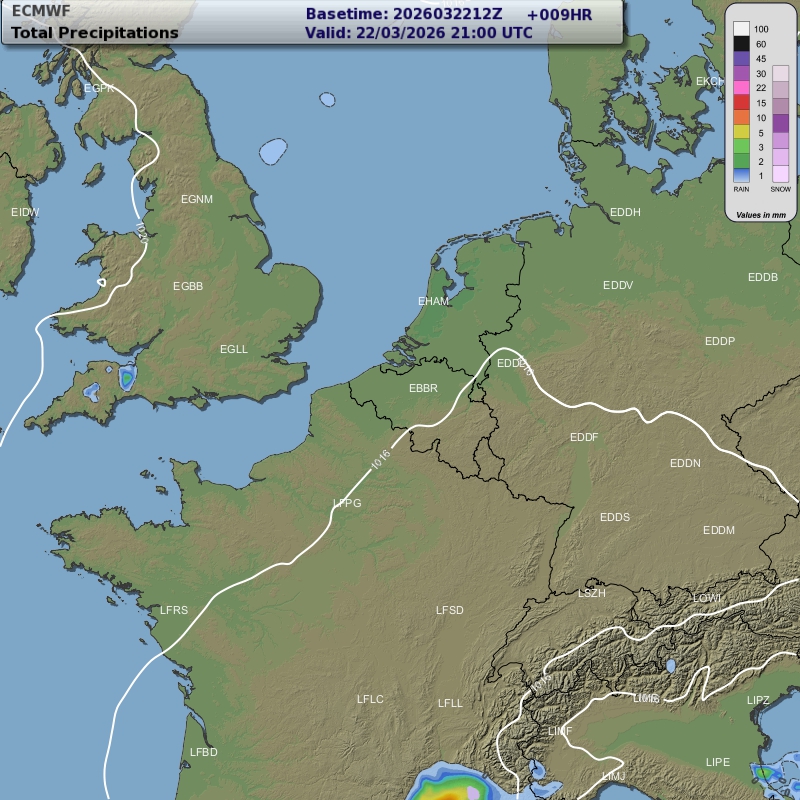 ECMWF
Basetime: 2026032212Z +009HR
Total Precipitations
Valid: 22/03/2026 21:00 UTC
100
60
45
30
22
15
10
5
3
2
1
RAIN SNOW
Values in mm
EGPK
EKCH
EIDW
EGNM
EDDH
1020
EGBB
EDDV
EDDB
EHAM
EDDP
EGLL
EBBR
EDDF
1016
EDDN
LFPG
EDDS
EDDM
LSZH
LOWI
LFRS
LFSD
LFLC
LFLL
LIPZ
LIMF
LFBD
LIPE
LIMJ